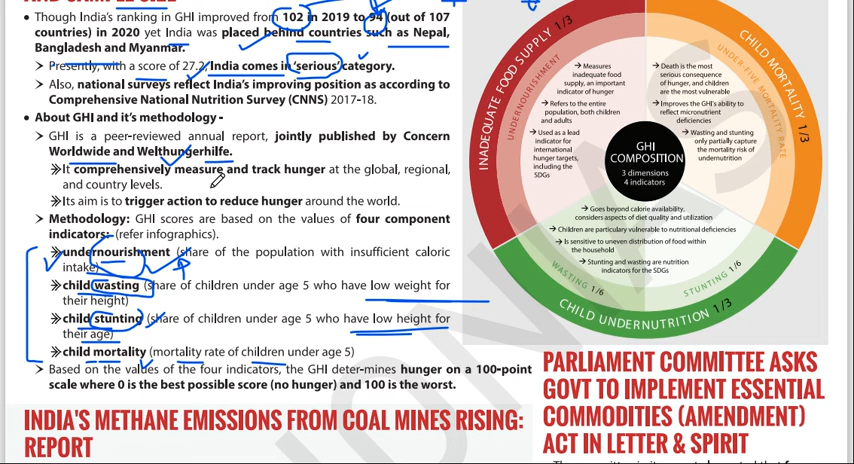 AND SAMPLE SIZE
• Though India's ranking in GHI improved from 102 in 2019 to 94 (out of 107
countries) in 2020 yet India was placed behind countries such as Nepal,
Bangladesh and Myanmar.
➤ Presently, with a score of 27.2, India comes in 'serious' category.
➤ Also, national surveys reflect India's improving position as according to
Comprehensive National Nutrition Survey (CNNS) 2017-18.
• About GHI and it's methodology -
➤ GHI is a peer-reviewed annual report, jointly published by Concern
Worldwide and Welthungerhilfe.
⋙It comprehensively measure and track hunger at the global, regional,
and country levels.
⋙Its aim is to trigger action to reduce hunger around the world.
➤ Methodology: GHI scores are based on the values of four component
indicators: (refer infographics).
⋙undernourishment (share of the population with insufficient caloric
intake)
⋙child wasting (share of children under age 5 who have low weight for
their height)
⋙child stunting (share of children under age 5 who have low height for
their age)
⋙child mortality (mortality rate of children under age 5)
➤ Based on the values of the four indicators, the GHI deter-mines hunger on a 100-point
scale where 0 is the best possible score (no hunger) and 100 is the worst.
INDIA'S METHANE EMISSIONS FROM COAL MINES RISING:
REPORT
INADEQUATE FOOD SUPPLY 1/3
UNDERNOURISHMENT
→ Measures
inadequate food
supply, an important
indicator of hunger
→ Refers to the entire
population, both children
and adults
→ Used as a lead
indicator for
international
hunger targets,
including the
SDGs
CHILD MORTALITY 1/3
UNDER-FIVE MORTALITY RATE
→ Death is the most
serious consequence
of hunger, and children
are the most vulnerable
→ Improves the GHI's ability to
reflect micronutrient
deficiencies
→ Wasting and stunting
only partially capture
the mortality risk of
undernutrition
GHI
COMPOSITION
3 dimensions
4 indicators
→ Goes beyond calorie availability,
considers aspects of diet quality and utilization
→ Children are particular vulnerable to nutritional deficiencies
→ Is sensitive to uneven distribution of food within
the household
→ Stunting and wasting are nutrition
indicators for the SDGs
WASTING 1/6
STUNTING 1/6
CHILD UNDERNUTRITION 1/3
PARLIAMENT COMMITTEE ASKS
GOVT TO IMPLEMENT ESSENTIAL
COMMODITIES (AMENDMENT)
ACT IN LETTER & SPIRIT